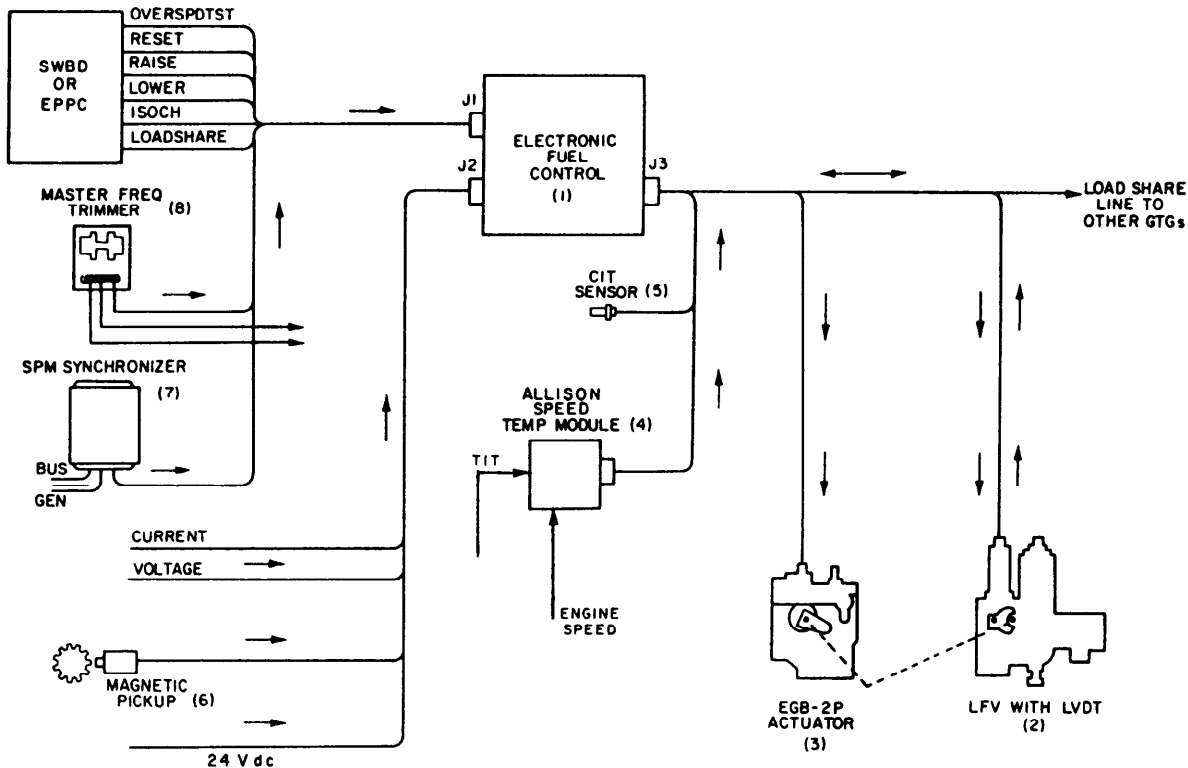 SWBD
OR
EPPC
OVERSPDTST
RESET
RAISE
LOWER
ISOCH
LOADSHARE
J1
J2
J3
ELECTRONIC
FUEL
CONTROL
(1)
LOAD SHARE
LINE TO
OTHER GTGs
MASTER FREQ
TRIMMER (8)
CIT
SENSOR (5)
SPM SYNCHRONIZER
(7)
BUS
GEN
ALLISON
SPEED
TEMP MODULE (4)
TIT
ENGINE
SPEED
CURRENT
VOLTAGE
MAGNETIC
PICKUP (6)
24 Vdc
EGB-2P
ACTUATOR
(3)
LFV WITH LVDT
(2)